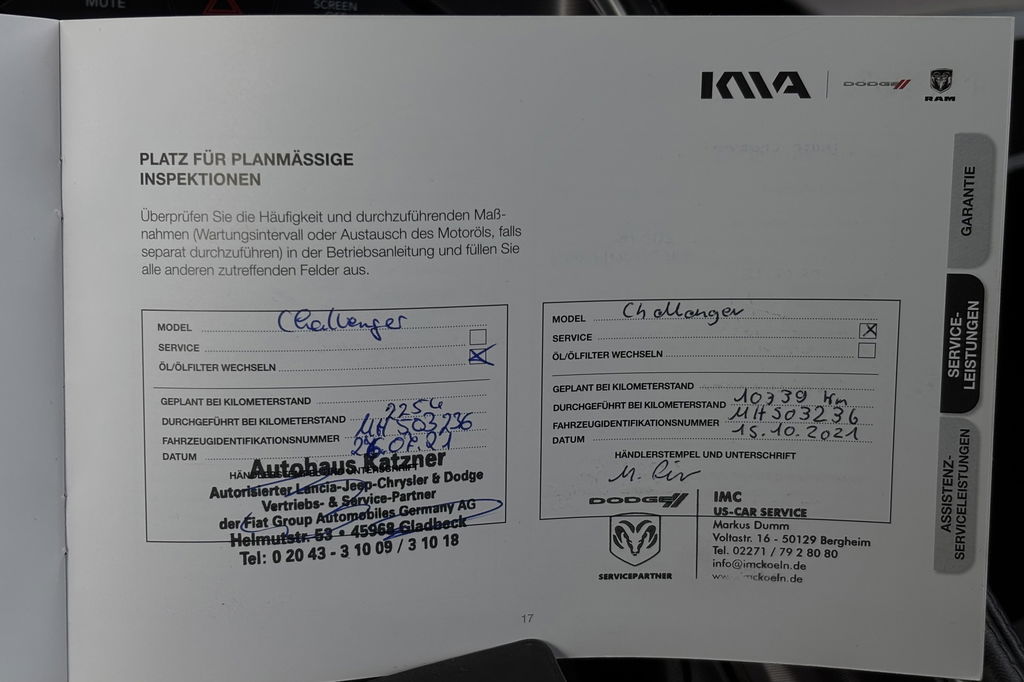 MUTE
SCREEN
KWA DODGE RAM
PLATZ FÜR PLANMÄSSIGE
INSPEKTIONEN
Überprüfen Sie die Häufigkeit und durchzuführenden Maß-
nahmen (Wartungsintervall oder Austausch des Motoröls, falls
separat durchzuführen) in der Betriebsanleitung und füllen Sie
alle anderen zutreffenden Felder aus.
MODEL Challenger
SERVICE
ÖL/ÖLFILTER WECHSELN
GEPLANT BEI KILOMETERSTAND
DURCHGEFÜHRT BEI KILOMETERSTAND 2254
FAHRZEUGIDENTIFIKATIONSNUMMER MH503236
DATUM 26.07.21
Autohaus Katzner
Autorisierter Lancia-Jeep-Chrysler & Dodge
Vertriebs- & Service-Partner
der Fiat Group Automobiles Germany AG
Helmutstr. 53 • 45968 Gladbeck
Tel: 0 20 43 - 3 10 09 / 3 10 18
MODEL Challanger
SERVICE
ÖL/ÖLFILTER WECHSELN
GEPLANT BEI KILOMETERSTAND
DURCHGEFÜHRT BEI KILOMETERSTAND 10739 km
FAHRZEUGIDENTIFIKATIONSNUMMER MH503236
DATUM 15.10.2021
HÄNDLERSTEMPEL UND UNTERSCHRIFT
DODGE
SERVICEPARTNER
IMC
US-CAR SERVICE
Markus Dumm
Voltastr. 16 - 50129 Bergheim
Tel. 02271 / 79 2 80 80
info@imckoeln.de
GARANTIE
SERVICE-
LEISTUNGEN
ASSISTENZ-
SERVICELEISTUNGEN
17